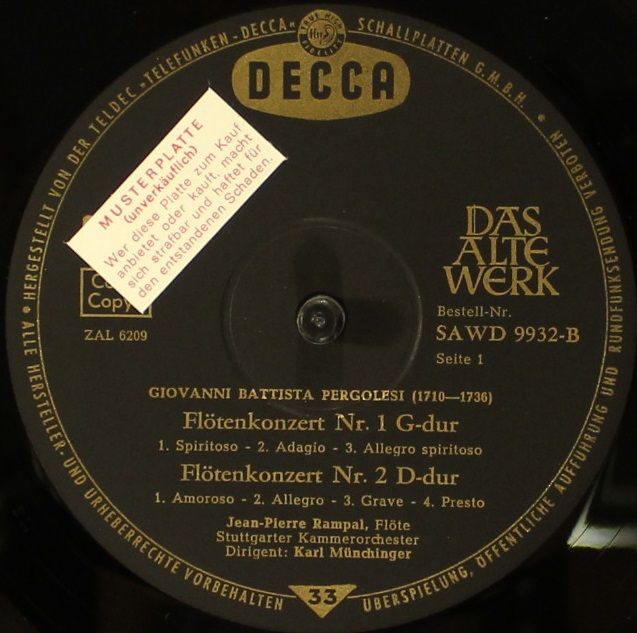 HERGESTELLT VON DER TELDEC »TELEFUNKEN-DECCA« SCHALLPLATTEN G.M.B.H.
TRUE HIGH
FIDELITY
DECCA
MUSTERPLATTE
(unverkäuflich)
Wer diese Platte zum Kauf
anbietet oder kauft, macht
sich strafbar und haftet für
den entstandenen Schaden.
Copy
ZAL 6209
DAS
ALTE
WERK
Bestell-Nr.
SAWD 9932-B
Seite 1
GIOVANNI BATTISTA PERGOLESI (1710—1736)
Flötenkonzert Nr. 1 G-dur
1. Spiritoso - 2. Adagio - 3. Allegro spiritoso
Flötenkonzert Nr. 2 D-dur
1. Amoroso - 2. Allegro - 3. Grave - 4. Presto
Jean-Pierre Rampal, Flöte
Stuttgarter Kammerorchester
Dirigent: Karl Münchinger
33
ALLE HERSTELLER- UND URHEBERRECHTE VORBEHALTEN
ÜBERSPIELUNG, ÖFFENTLICHE AUFFÜHRUNG UND RUNDFUNKSENDUNG VERBOTEN